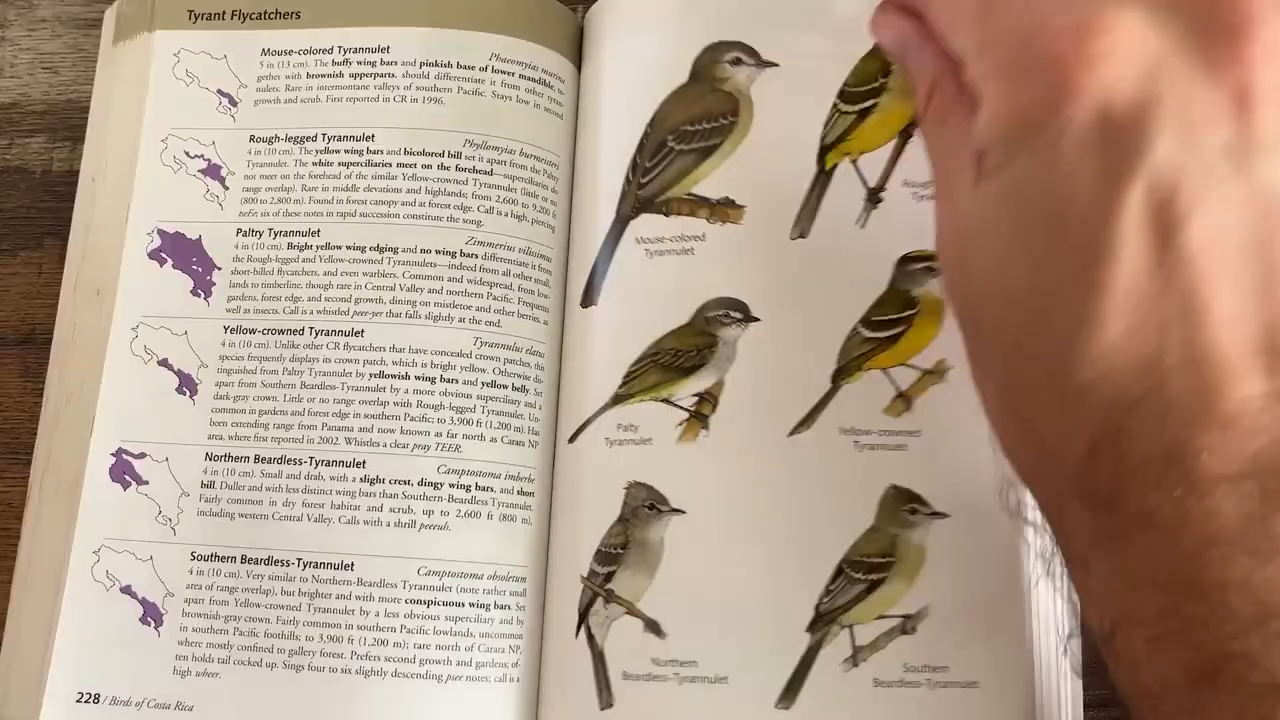 Tyrant Flycatchers
Mouse-colored Tyrannulet
Phaeomyias murina
5 in (13 cm). The buffy wing bars and pinkish base of lower mandible, to-
gether with brownish upperparts, should differentiate it from other tyran-
nulets. Rare in intermontane valleys of southern Pacific. Stays low in second
growth and scrub. First reported in CR in 1996.
Rough-legged Tyrannulet
Phyllomyias burmeisteri
4 in (10 cm). The yellow wing bars and bicolored bill set it apart from the Paltry
Tyrannulet. The white superciliaries meet on the forehead—superciliaries do
not meet on the forehead of the similar Yellow-crowned Tyrannulet (little or no
range overlap). Rare in middle elevations and highlands; from 2,600 to 9,200 ft
(800 to 2,800 m). Found in forest canopy and at forest edge. Call is a high, piercing
six of these notes in rapid succession constitute the song.
Paltry Tyrannulet
Zimmerius vilissimus
4 in (10 cm). Bright yellow wing edging and no wing bars differentiate it from
the Rough-legged and Yellow-crowned Tyrannulets—indeed from all other small,
short-billed flycatchers, and even warblers. Common and widespread, from low-
lands to timberline, though rare in Central Valley and northern Pacific. Frequents
gardens, forest edge, and second growth, dining on mistletoe and other berries, as
well as insects. Call is a whistled peee-yer that falls slightly at the end.
Yellow-crowned Tyrannulet
Tyrannulus elatus
4 in (10 cm). Unlike other CR flycatchers that have concealed crown patches, this
species frequently displays its crown patch, which is bright yellow. Otherwise dis-
tinguished from Paltry Tyrannulet by yellowish wing bars and yellow belly. Set
apart from Southern Beardless-Tyrannulet by a more obvious superciliary and a
dark-gray crown. Little or no range overlap with Rough-legged Tyrannulet. Un-
common in gardens and forest edge in southern Pacific; to 3,900 ft (1,200 m). Has
been extending range from Panama and now known as far north as Carara NP
area, where first reported in 2002. Whistles a clear pray TEER.
Northern Beardless-Tyrannulet
Camptostoma imberbe
4 in (10 cm). Small and drab, with a slight crest, dingy wing bars, and short
bill. Duller and with less distinct wing bars than Southern-Beardless Tyrannulet.
Fairly common in dry forest habitat and scrub, up to 2,600 ft (800 m),
including western Central Valley. Calls with a shrill peeeuh.
Southern Beardless-Tyrannulet
Camptostoma obsoletum
4 in (10 cm). Very similar to Northern-Beardless Tyrannulet (note rather small
area of range overlap), but brighter and with more conspicuous wing bars. Set
apart from Yellow-crowned Tyrannulet by a less obvious superciliary and by
brownish-gray crown. Fairly common in southern Pacific lowlands, uncommon
in southern Pacific foothills; to 3,900 ft (1,200 m); rare north of Carara NP,
where mostly confined to gallery forest. Prefers second growth and gardens; of-
ten holds tail cocked up. Sings four to six slightly descending psee notes; call is a
high wheer.
228 / Birds of Costa Rica
Mouse-colored
Tyrannulet
Palty
Tyrannulet
Yellow-crowned
Tyrannulet
Northern
Beardless-Tyrannulet
Southern
Beardless-Tyrannulet